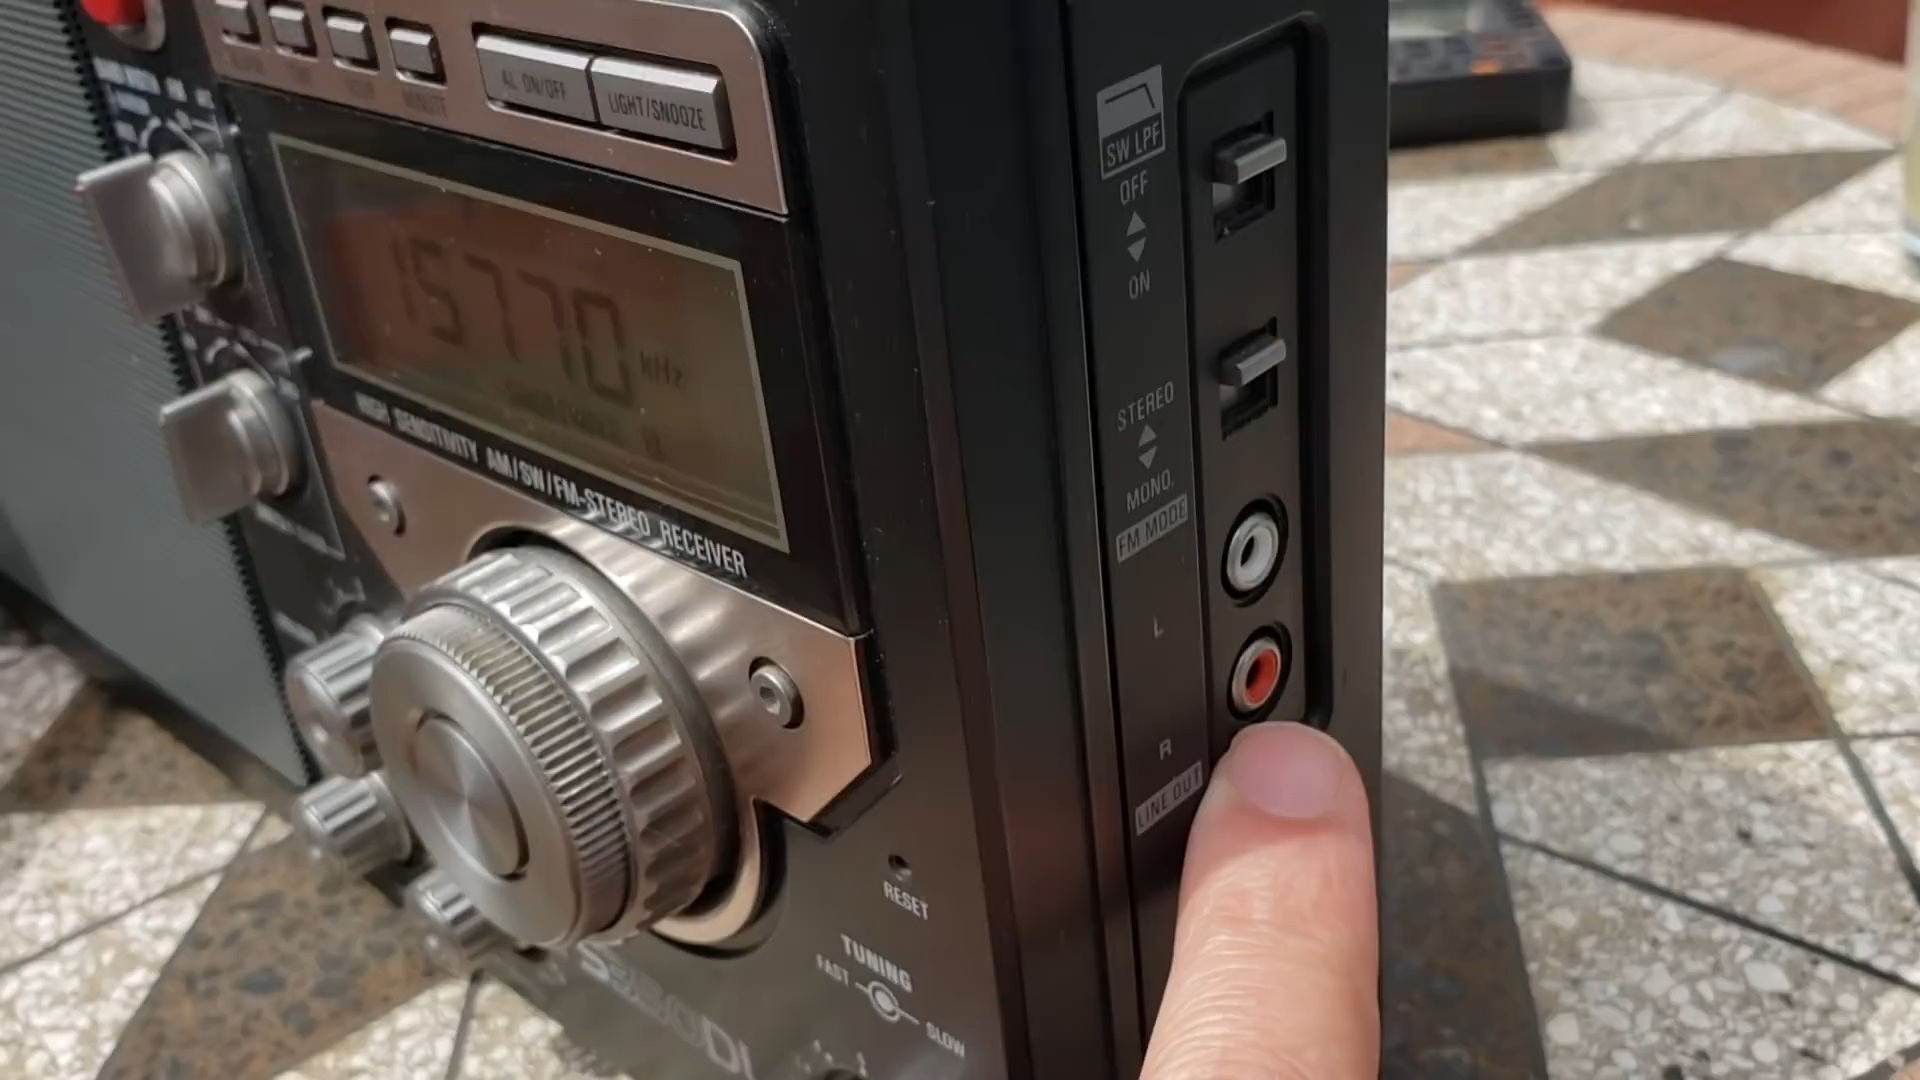 MINUTE
AL ON/OFF
LIGHT/SNOOZE
15770 kHz
HIGH SENSITIVITY AM/SW/FM-STEREO RECEIVER
SW LPF
OFF
ON
STEREO
MONO.
FM MODE
L
R
LINE OUT
RESET
TUNING
FAST
SLOW